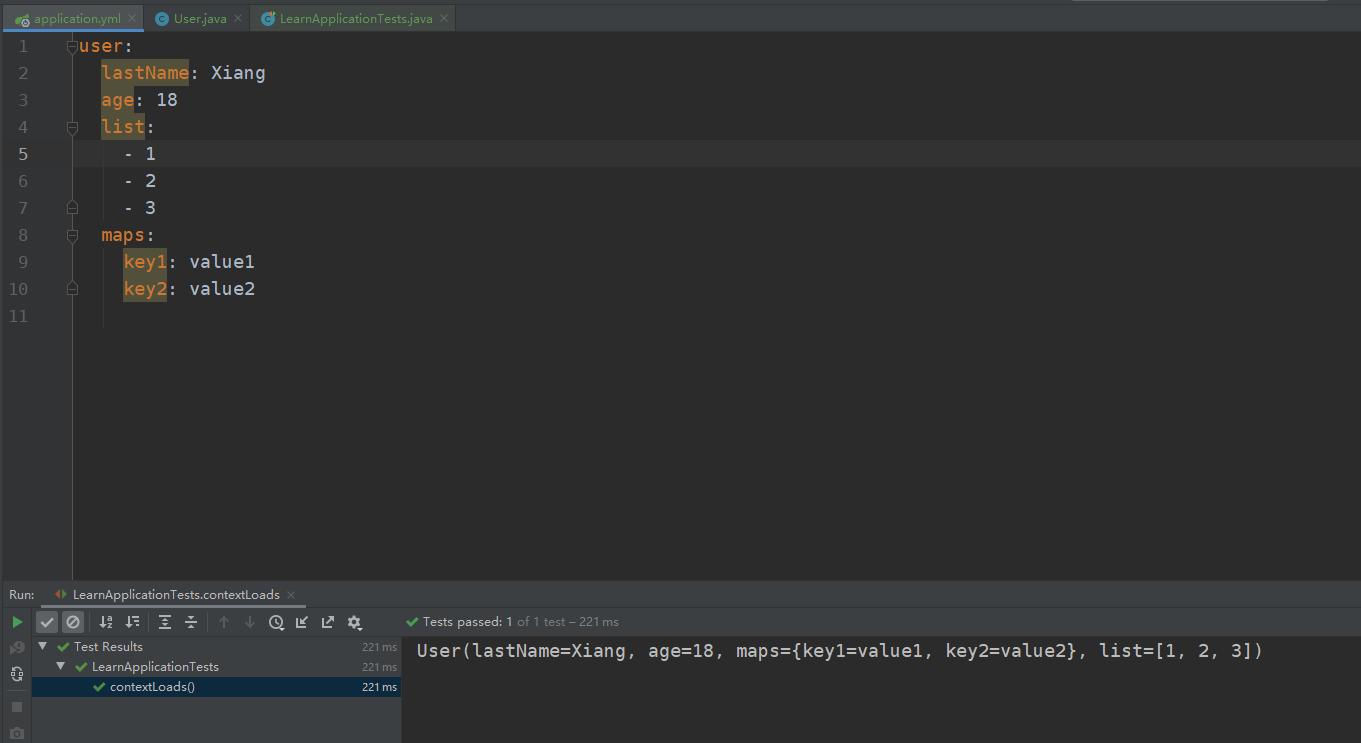 application.yml User.java LearnApplicationTests.java
1 user:
2 lastName: Xiang
3 age: 18
4 list:
5 - 1
6 - 2
7 - 3
8 maps:
9 key1: value1
10 key2: value2
11
Run: LearnApplicationTests.contextLoads
Tests passed: 1 of 1 test – 221 ms
Test Results 221 ms
LearnApplicationTests 221 ms
contextLoads() 221 ms
User(lastName=Xiang, age=18, maps={key1=value1, key2=value2}, list=[1, 2, 3])